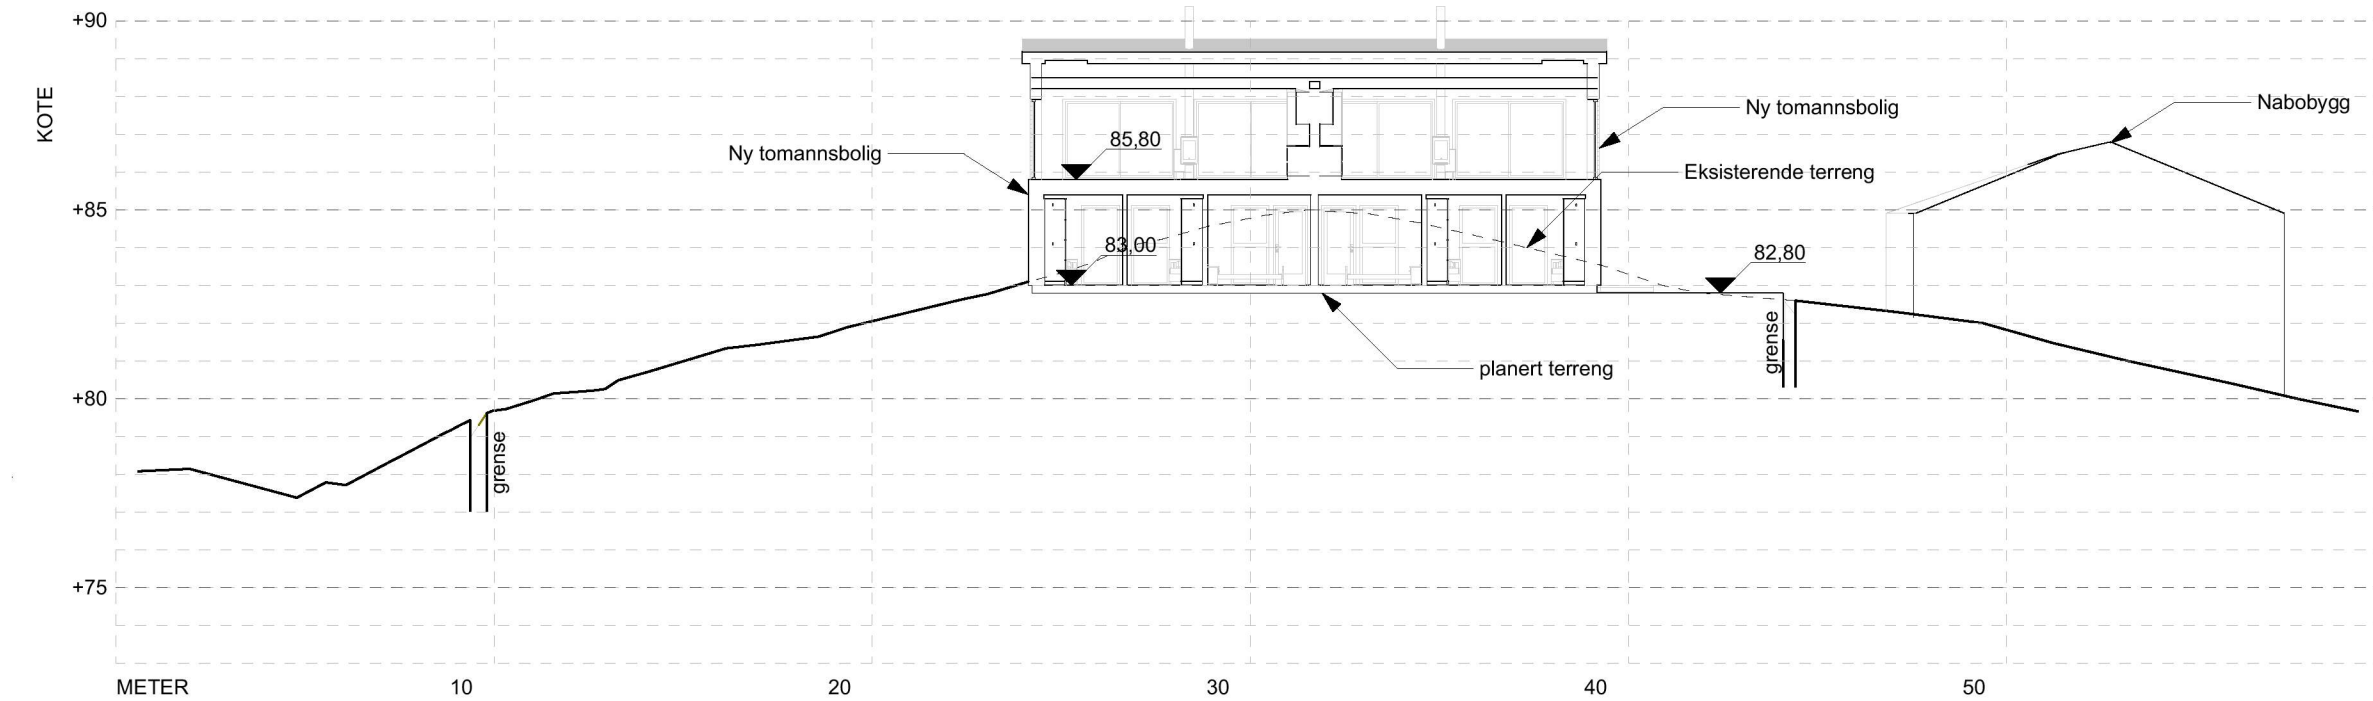 +90
KOTE
Ny tomannsbolig
Nabobygg
85,80
Ny tomannsbolig
Eksisterende terreng
+85
83,00
82,80
grense
planert terreng
+80
grense
+75
METER 10 20 30 40 50